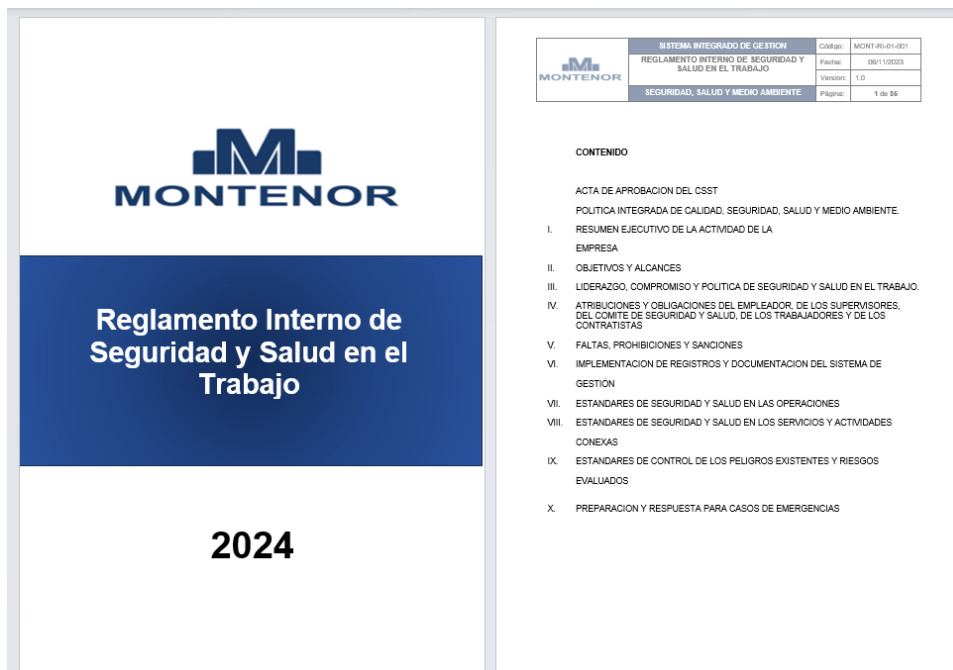 MONTENOR
Reglamento Interno de
Seguridad y Salud en el
Trabajo
2024
MONTENOR
SISTEMA INTEGRADO DE GESTION
REGLAMENTO INTERNO DE SEGURIDAD Y
SALUD EN EL TRABAJO
SEGURIDAD, SALUD Y MEDIO AMBIENTE
Código: MONT-RI-01-001
Fecha: 06/11/2023
Version: 1.0
Página: 1 de 35
CONTENIDO
ACTA DE APROBACION DEL CSST
POLITICA INTEGRADA DE CALIDAD, SEGURIDAD, SALUD Y MEDIO AMBIENTE.
I. RESUMEN EJECUTIVO DE LA ACTIVIDAD DE LA
EMPRESA
II. OBJETIVOS Y ALCANCES
III. LIDERAZGO, COMPROMISO Y POLITICA DE SEGURIDAD Y SALUD EN EL TRABAJO.
IV. ATRIBUCIONES Y OBLIGACIONES DEL EMPLEADOR, DE LOS SUPERVISORES,
DEL COMITE DE SEGURIDAD Y SALUD, DE LOS TRABAJADORES Y DE LOS
CONTRATISTAS
V. FALTAS, PROHIBICIONES Y SANCIONES
VI. IMPLEMENTACION DE REGISTROS Y DOCUMENTACION DEL SISTEMA DE
GESTIÓN
VII. ESTANDARES DE SEGURIDAD Y SALUD EN LAS OPERACIONES
VIII. ESTANDARES DE SEGURIDAD Y SALUD EN LOS SERVICIOS Y ACTIVIDADES
CONEXAS
IX. ESTANDARES DE CONTROL DE LOS PELIGROS EXISTENTES Y RIESGOS
EVALUADOS
X. PREPARACION Y RESPUESTA PARA CASOS DE EMERGENCIAS